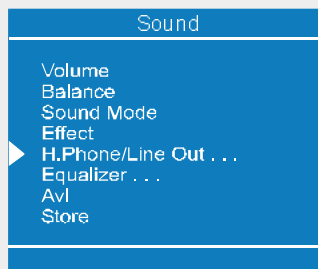 Sound
Volume
Balance
Sound Mode
Effect
H.Phone/Line Out . . .
Equalizer . . .
Avl
Store